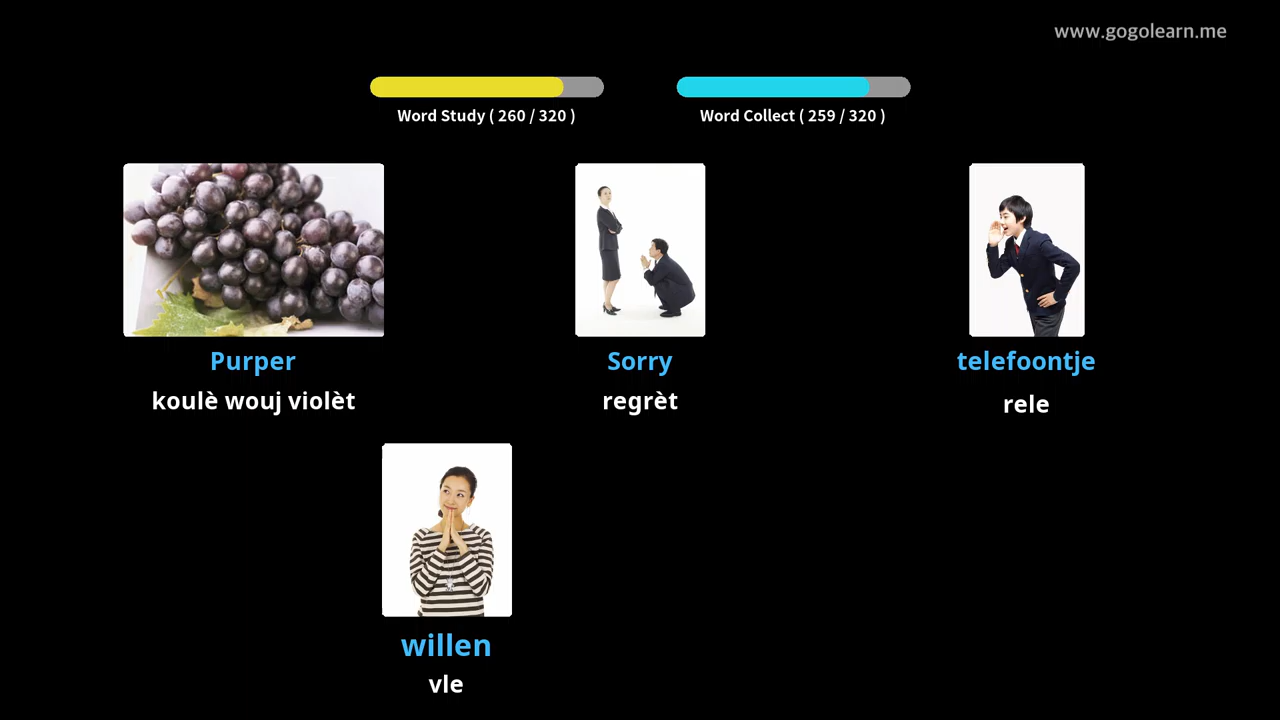 www.gogolearn.me
Word Study ( 260 / 320 )
Word Collect ( 259 / 320 )
Purper
koulè wouj violèt
Sorry
regrèt
telefoontje
rele
willen
vle